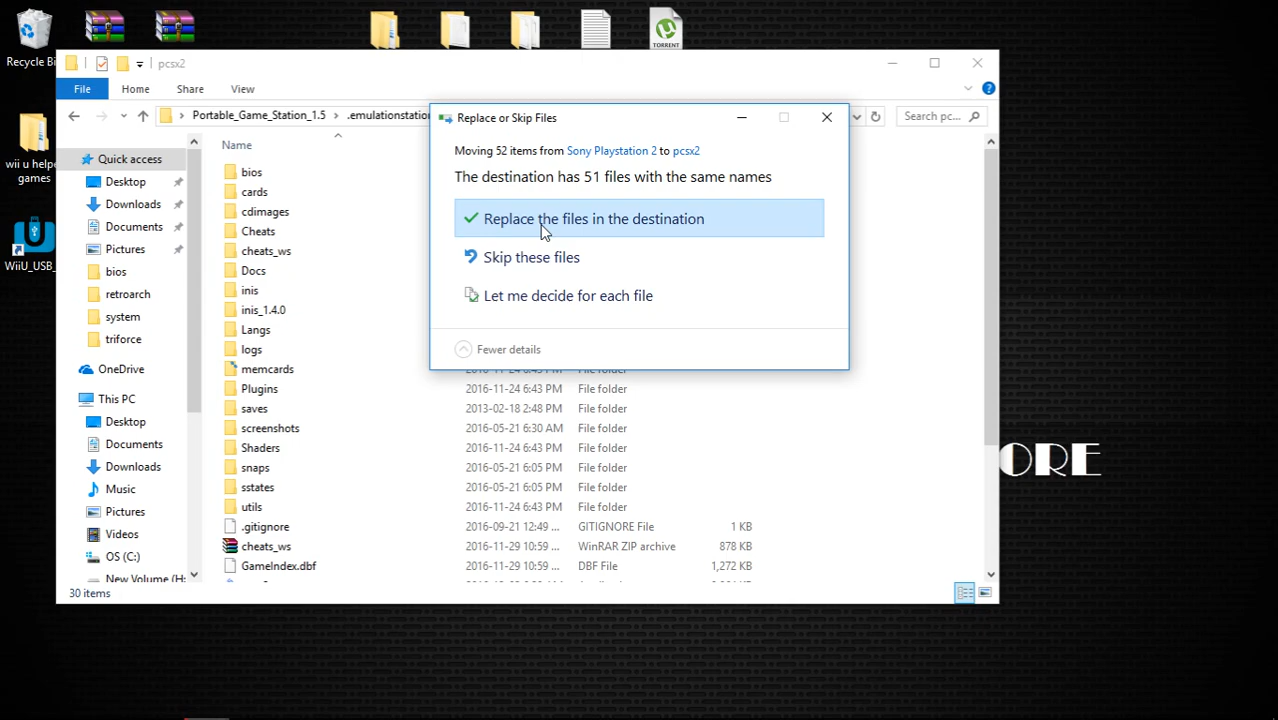 Recycle Bi
TORRENT
wii u helpe
games
WiiU_USB_
pcsx2
File Home Share View
Portable_Game_Station_1.5 > .emulationstation
Search pc...
Quick access
Desktop
Downloads
Documents
Pictures
bios
retroarch
system
triforce
OneDrive
This PC
Desktop
Documents
Downloads
Music
Pictures
Videos
OS (C:)
New Volume (H:
Name
bios
cards
cdimages
Cheats
cheats_ws
Docs
inis
inis_1.4.0
Langs
logs
memcards 2016-11-24 6:43 PM File folder
Plugins 2016-11-24 6:43 PM File folder
saves 2013-02-18 2:48 PM File folder
screenshots 2016-05-21 6:30 AM File folder
Shaders 2016-11-24 6:43 PM File folder
snaps 2016-05-21 6:05 PM File folder
sstates 2016-05-21 6:05 PM File folder
utils 2016-11-24 6:43 PM File folder
.gitignore 2016-09-21 12:49 ... GITIGNORE File 1 KB
cheats_ws 2016-11-29 10:59 ... WinRAR ZIP archive 878 KB
GameIndex.dbf 2016-11-29 10:59 ... DBF File 1,272 KB
30 items
Replace or Skip Files
Moving 52 items from Sony Playstation 2 to pcsx2
The destination has 51 files with the same names
Replace the files in the destination
Skip these files
Let me decide for each file
Fewer details
ORE